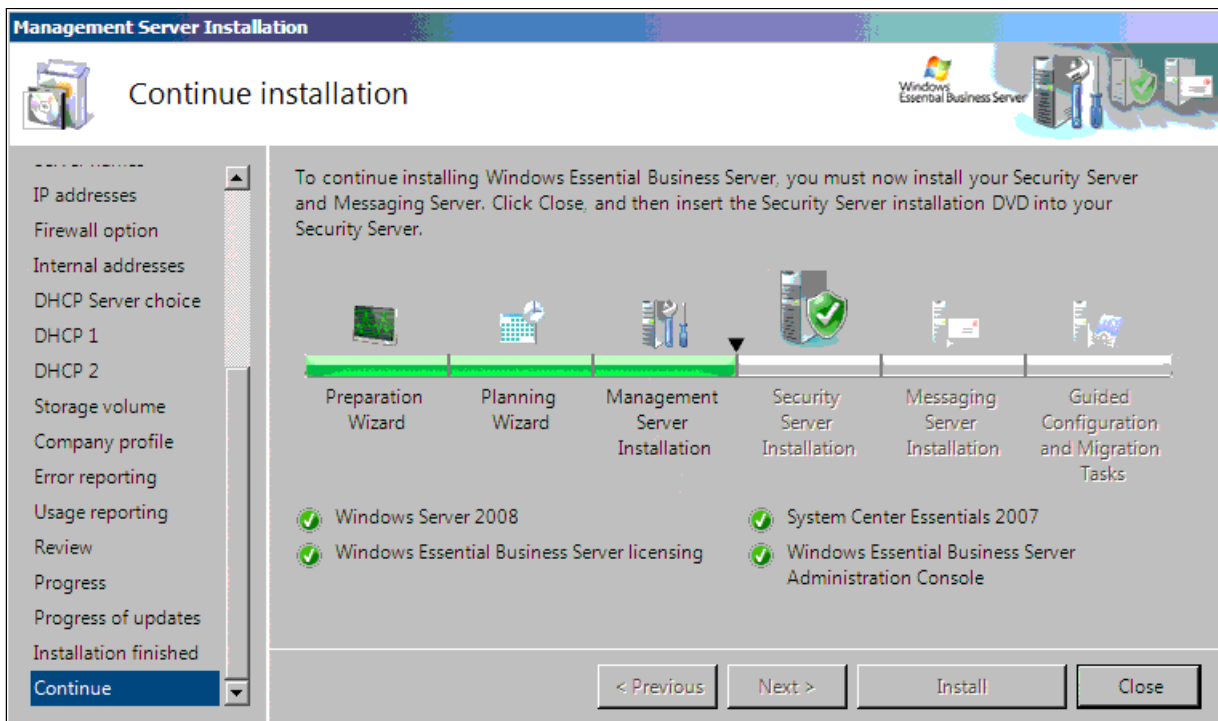 Management Server Installation
Continue installation
Windows
Essential Business Server
IP addresses
Firewall option
Internal addresses
DHCP Server choice
DHCP 1
DHCP 2
Storage volume
Company profile
Error reporting
Usage reporting
Review
Progress
Progress of updates
Installation finished
Continue
To continue installing Windows Essential Business Server, you must now install your Security Server
and Messaging Server. Click Close, and then insert the Security Server installation DVD into your
Security Server.
Preparation
Wizard
Planning
Wizard
Management
Server
Installation
Security
Server
Installation
Messaging
Server
Installation
Guided
Configuration
and Migration
Tasks
Windows Server 2008
Windows Essential Business Server licensing
System Center Essentials 2007
Windows Essential Business Server
Administration Console
< Previous
Next >
Install
Close